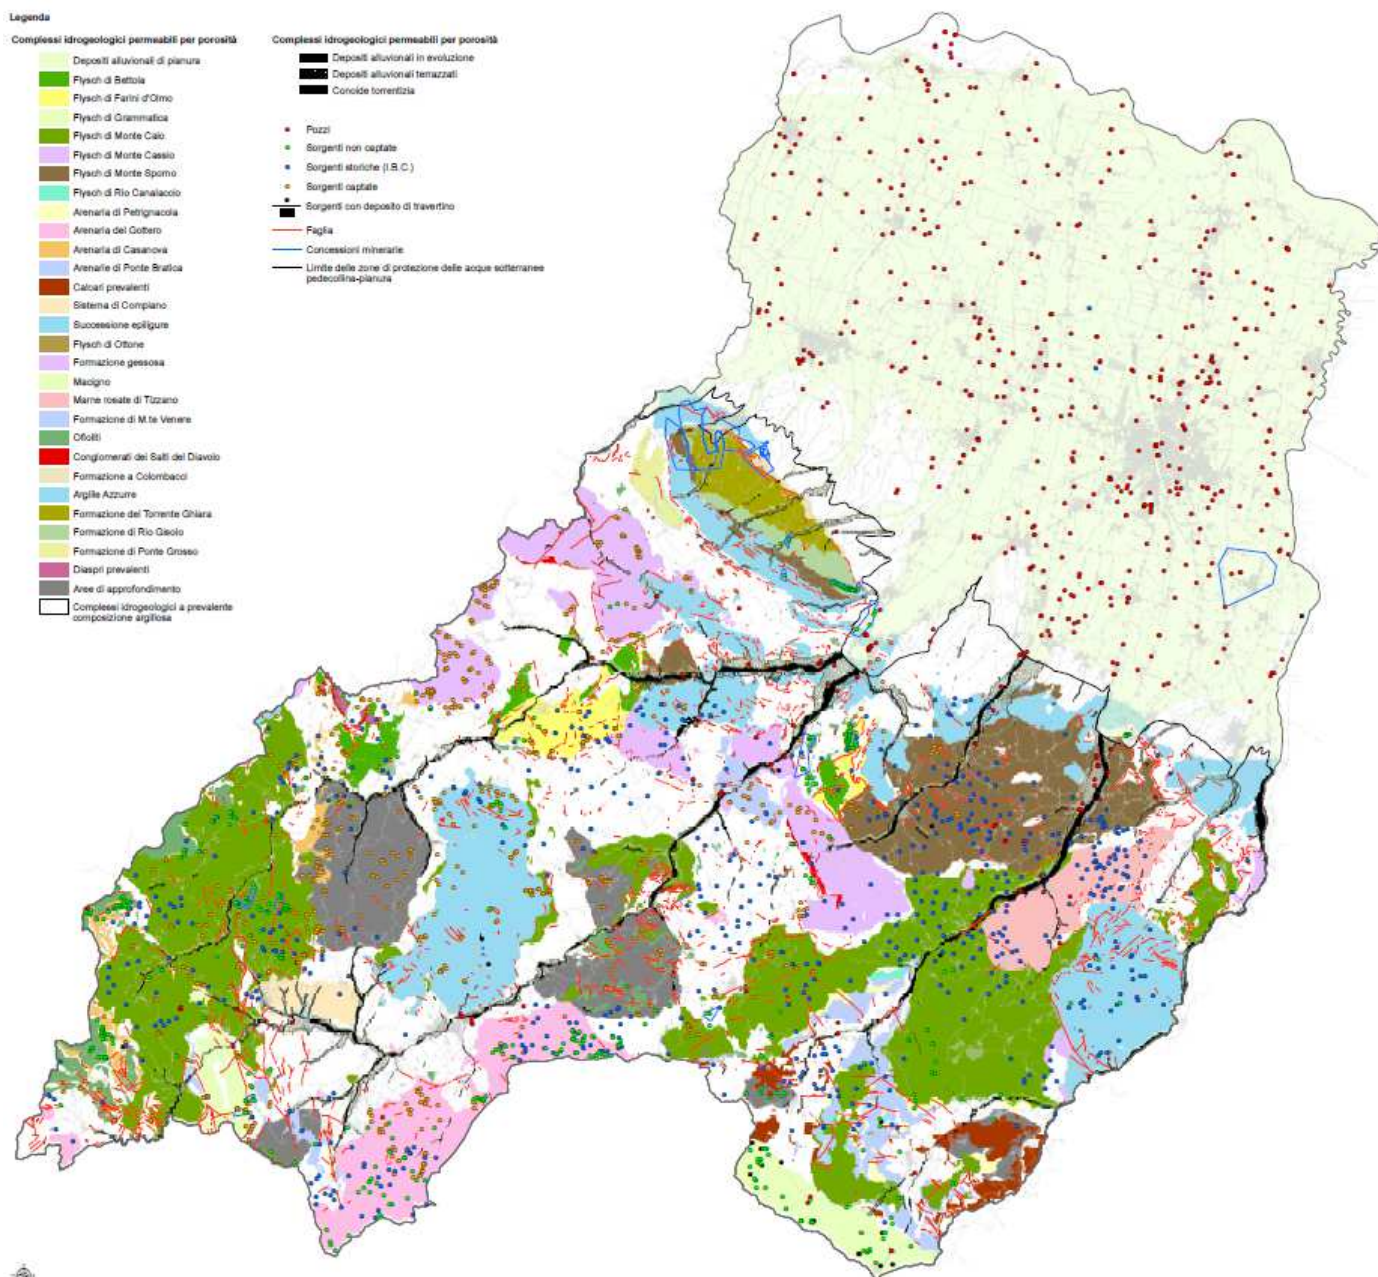 Legenda
Complessi idrogeologici permeabili per porosità
Depositi alluvionali di pianura
Flysch di Bettola
Flysch di Farini d'Olmo
Flysch di Grammatica
Flysch di Monte Caio
Flysch di Monte Cassio
Flysch di Monte Sporno
Flysch di Rio Canalaccio
Arenaria di Petrignacola
Arenaria del Gottero
Arenaria di Casanova
Arenarie di Ponte Bratica
Calcari prevalenti
Sistema di Compiano
Successione epiligure
Flysch di Ottone
Formazione gessosa
Macigno
Marne rosate di Tizzano
Formazione di M.te Venere
Ofioliti
Conglomerati dei Salti del Diavolo
Formazione a Colombacci
Argille Azzurre
Formazione del Torrente Ghiara
Formazione di Rio Gisolo
Formazione di Ponte Grosso
Diaspri prevalenti
Aree di approfondimento
Complessi idrogeologici a prevalente
composizione argillosa
Complessi idrogeologici permeabili per porosità
Depositi alluvionali in evoluzione
Depositi alluvionali terrazzati
Conoide torrentizia
Pozzi
Sorgenti non captate
Sorgenti storiche (I.B.C.)
Sorgenti captate
Sorgenti con deposito di travertino
Faglia
Concessioni minerarie
Limite delle zone di protezione delle acque sotterranee
pedecollina-pianura